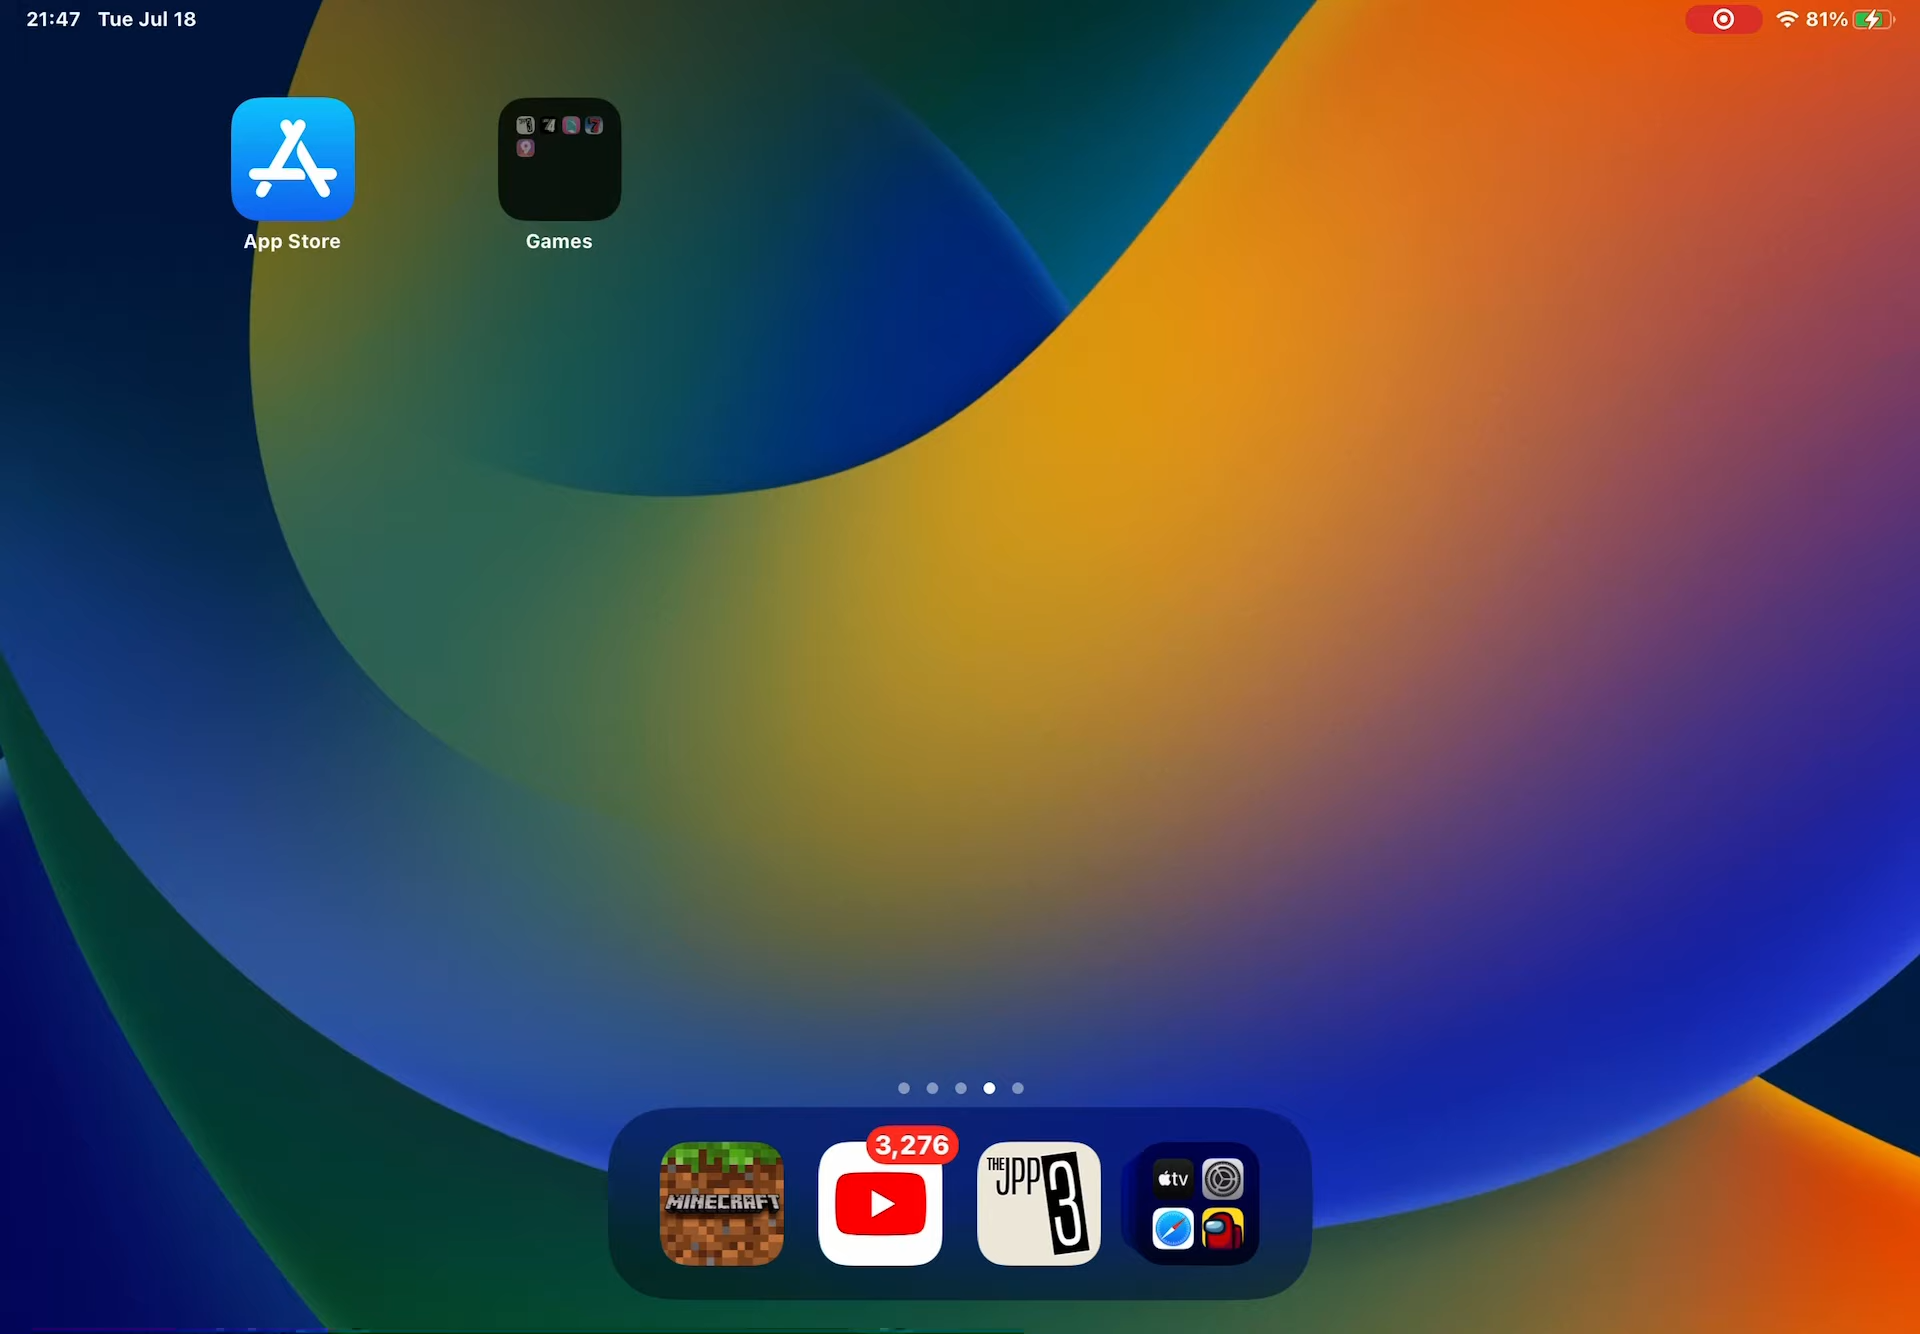 21:47 Tue Jul 18
81%
App Store
Games
3,276
MINECRAFT
THE JPP 3
tv